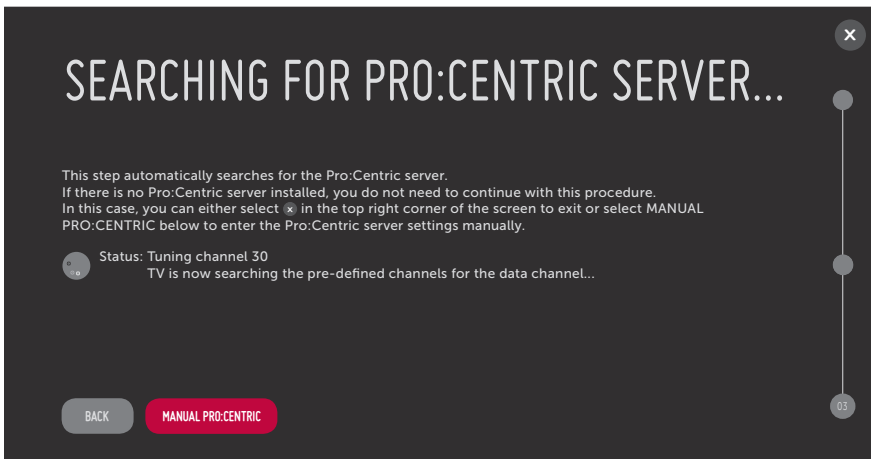 SEARCHING FOR PRO:CENTRIC SERVER...
This step automatically searches for the Pro:Centric server.
If there is no Pro:Centric server installed, you do not need to continue with this procedure.
In this case, you can either select x in the top right corner of the screen to exit or select MANUAL
PRO:CENTRIC below to enter the Pro:Centric server settings manually.
Status: Tuning channel 30
TV is now searching the pre-defined channels for the data channel...
BACK MANUAL PRO:CENTRIC
03